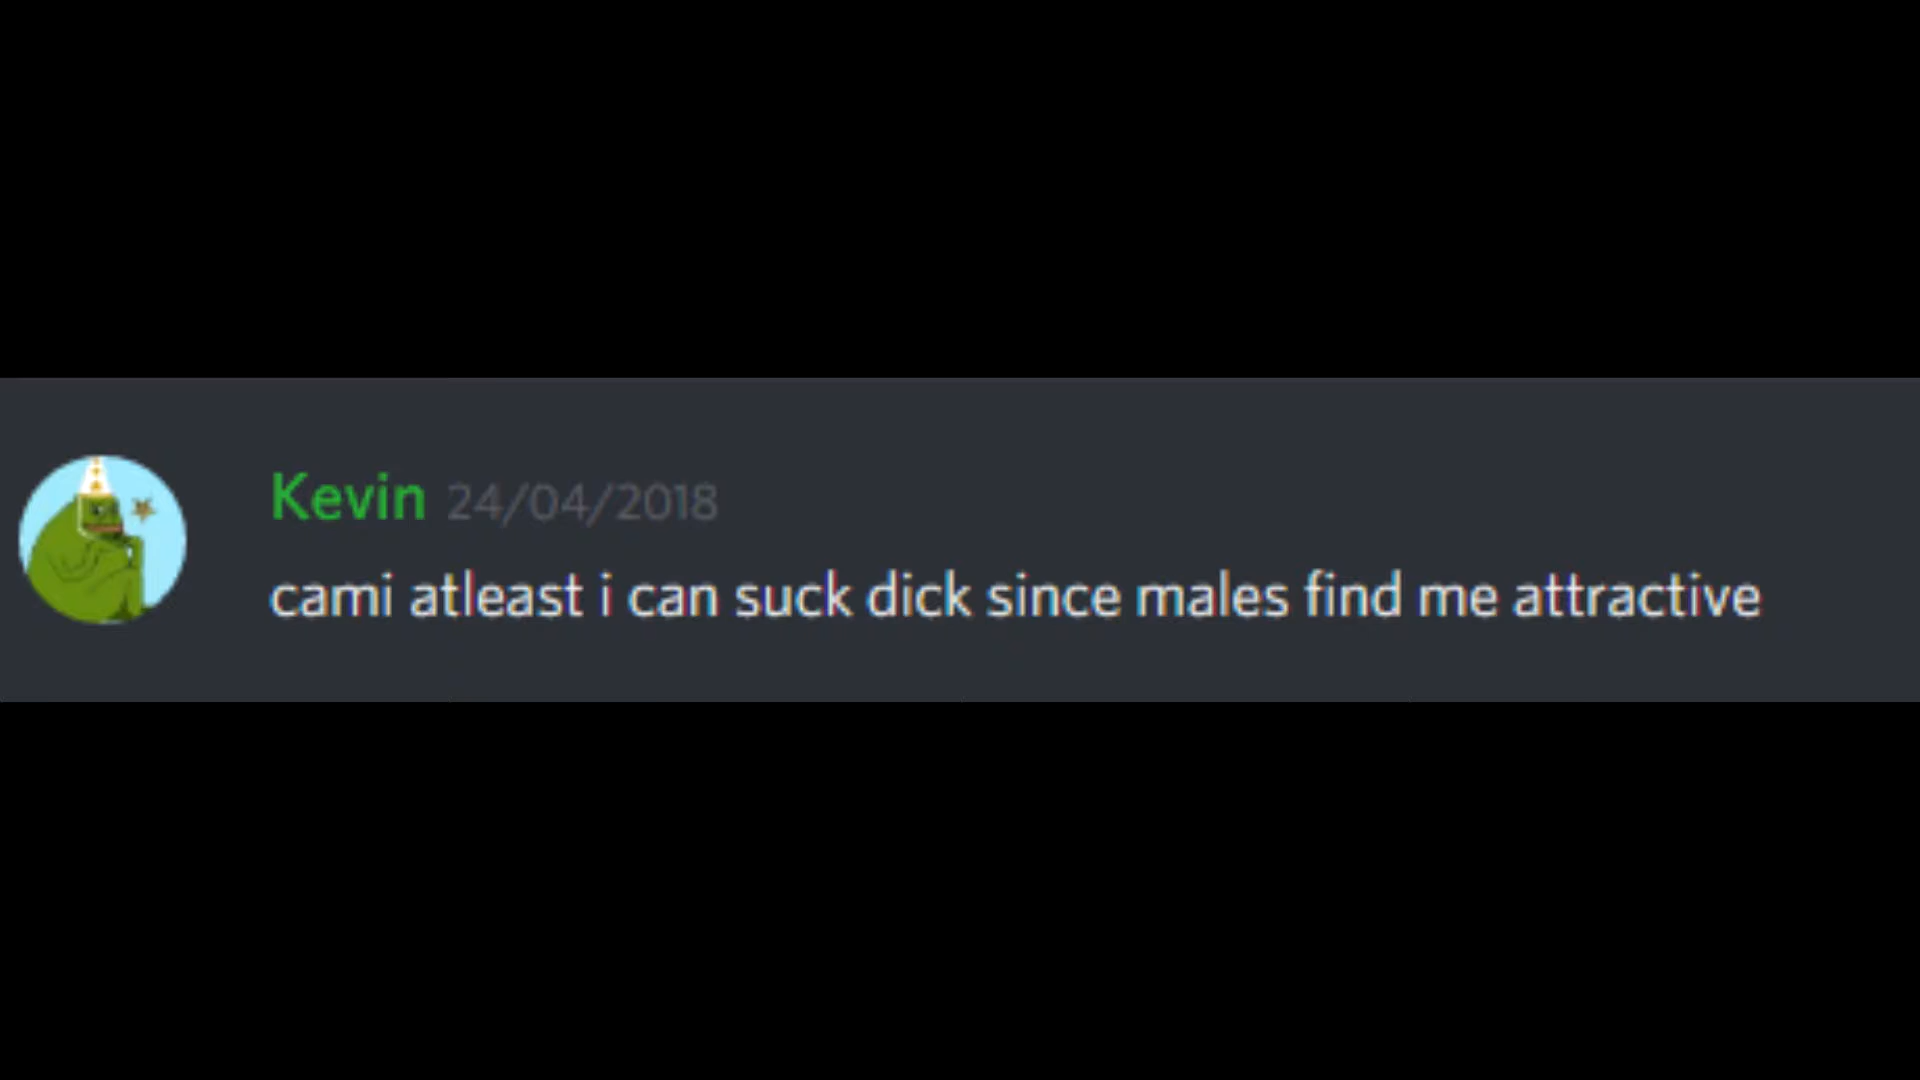 Kevin 24/04/2018
cami atleast i can suck dick since males find me attractive